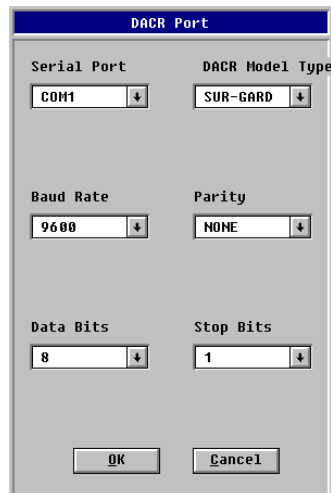 DACR Port
Serial Port DACR Model Type
COM1 SUR-GARD
Baud Rate Parity
9600 NONE
Data Bits Stop Bits
8 1
OK Cancel